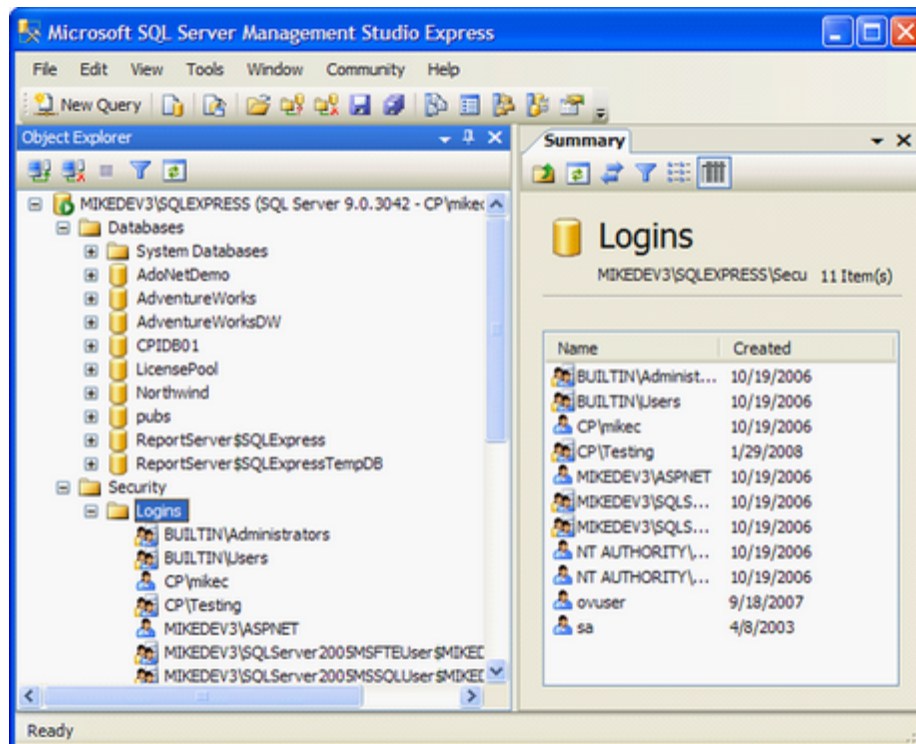 Microsoft SQL Server Management Studio Express
File Edit View Tools Window Community Help
New Query
Object Explorer
MIKEDEV3\SQLEXPRESS (SQL Server 9.0.3042 - CP\mikec
Databases
System Databases
AdoNetDemo
AdventureWorks
AdventureWorksDW
CPIDB01
LicensePool
Northwind
pubs
ReportServer$SQLExpress
ReportServer$SQLExpressTempDB
Security
Logins
BUILTIN\Administrators
BUILTIN\Users
CP\mikec
CP\Testing
MIKEDEV3\ASPNET
MIKEDEV3\SQLServer2005MSFTEUser$MIKED
MIKEDEV3\SQLServer2005MSSQLUser$MIKED
Summary
Logins
MIKEDEV3\SQLEXPRESS\Secu 11 Item(s)
Name Created
BUILTIN\Administ... 10/19/2006
BUILTIN\Users 10/19/2006
CP\mikec 10/19/2006
CP\Testing 1/29/2008
MIKEDEV3\ASPNET 10/19/2006
MIKEDEV3\SQLS... 10/19/2006
MIKEDEV3\SQLS... 10/19/2006
NT AUTHORITY\... 10/19/2006
NT AUTHORITY\... 10/19/2006
ovuser 9/18/2007
sa 4/8/2003
Ready